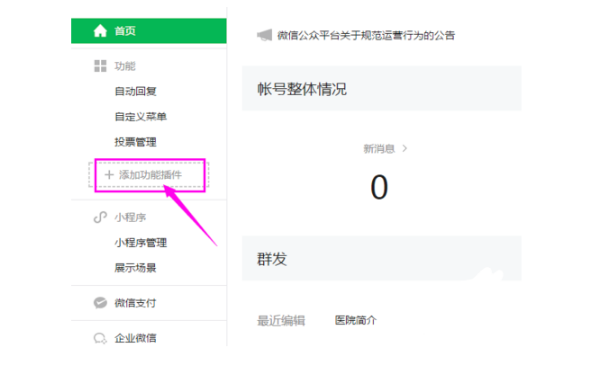 首页
功能
自动回复
自定义菜单
投票管理
+ 添加功能插件
小程序
小程序管理
展示场景
微信支付
企业微信
微信公众平台关于规范运营行为的公告
帐号整体情况
新消息 >
0
群发
最近编辑 医院简介